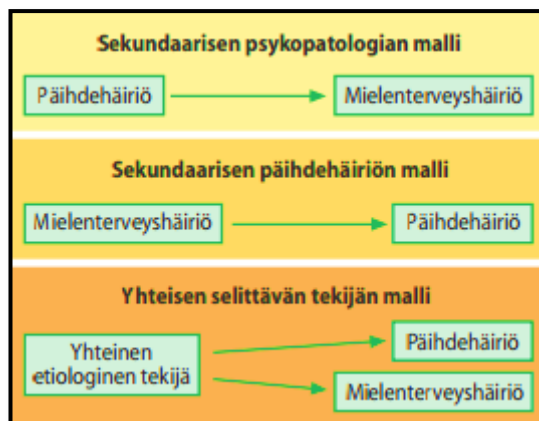 Sekundaarisen psykopatologian malli
Päihdehäiriö
Mielenterveyshäiriö
Sekundaarisen päihdehäiriön malli
Mielenterveyshäiriö
Päihdehäiriö
Yhteisen selittävän tekijän malli
Yhteinen
etiologinen tekijä
Päihdehäiriö
Mielenterveyshäiriö